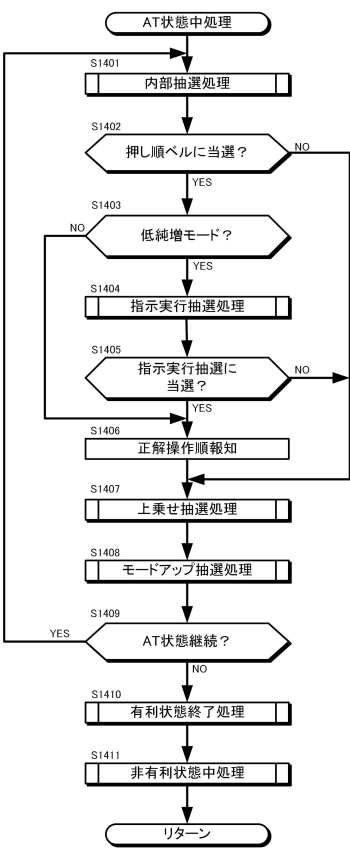 AT状態中処理
S1401
内部抽選処理
S1402
押し順ベルに当選？
NO
YES
S1403
NO
低純増モード？
YES
S1404
指示実行抽選処理
S1405
指示実行抽選に
当選？
NO
YES
S1406
正解操作順報知
S1407
上乗せ抽選処理
S1408
モードアップ抽選処理
S1409
YES
AT状態継続？
NO
S1410
有利状態終了処理
S1411
非有利状態中処理
リターン